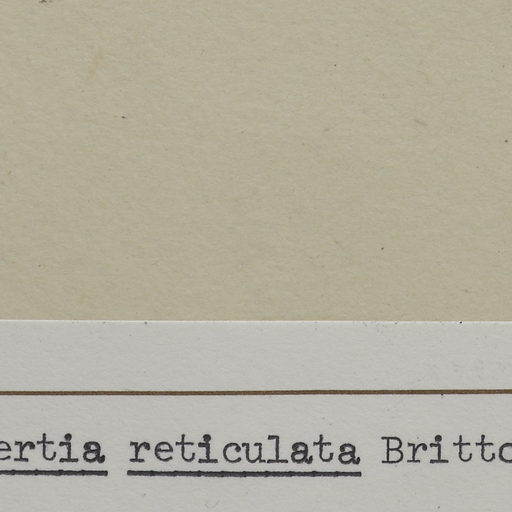 ertia reticulata Britto